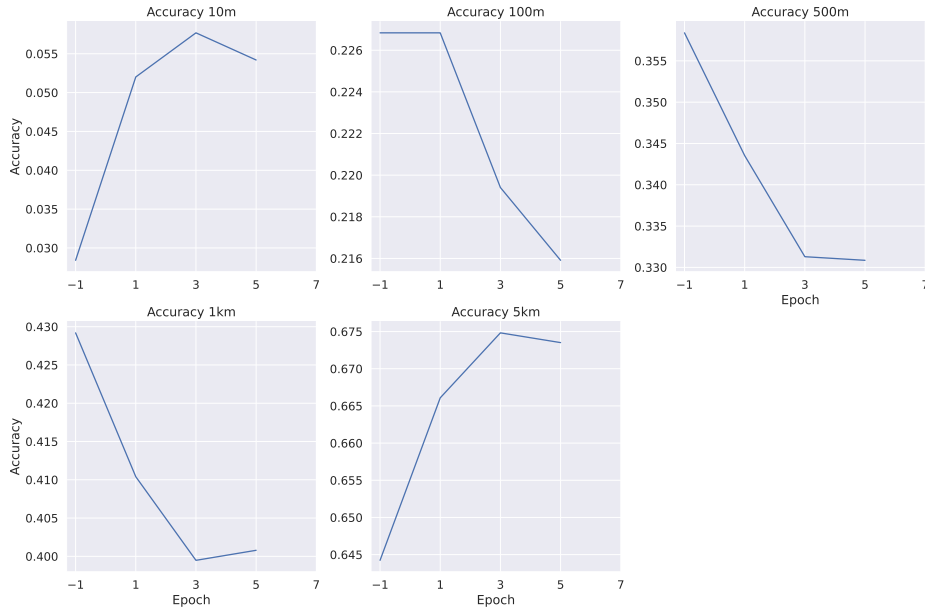 Accuracy 10m
Accuracy 100m
Accuracy 500m
0.055
0.050
0.045
0.040
0.035
0.030
Accuracy
−1 1 3 5 7
0.226
0.224
0.222
0.220
0.218
0.216
−1 1 3 5 7
0.355
0.350
0.345
0.340
0.335
0.330
−1 1 3 5 7
Epoch
Accuracy 1km
Accuracy 5km
0.430
0.425
0.420
0.415
0.410
0.405
0.400
Accuracy
−1 1 3 5 7
Epoch
0.675
0.670
0.665
0.660
0.655
0.650
0.645
−1 1 3 5 7
Epoch